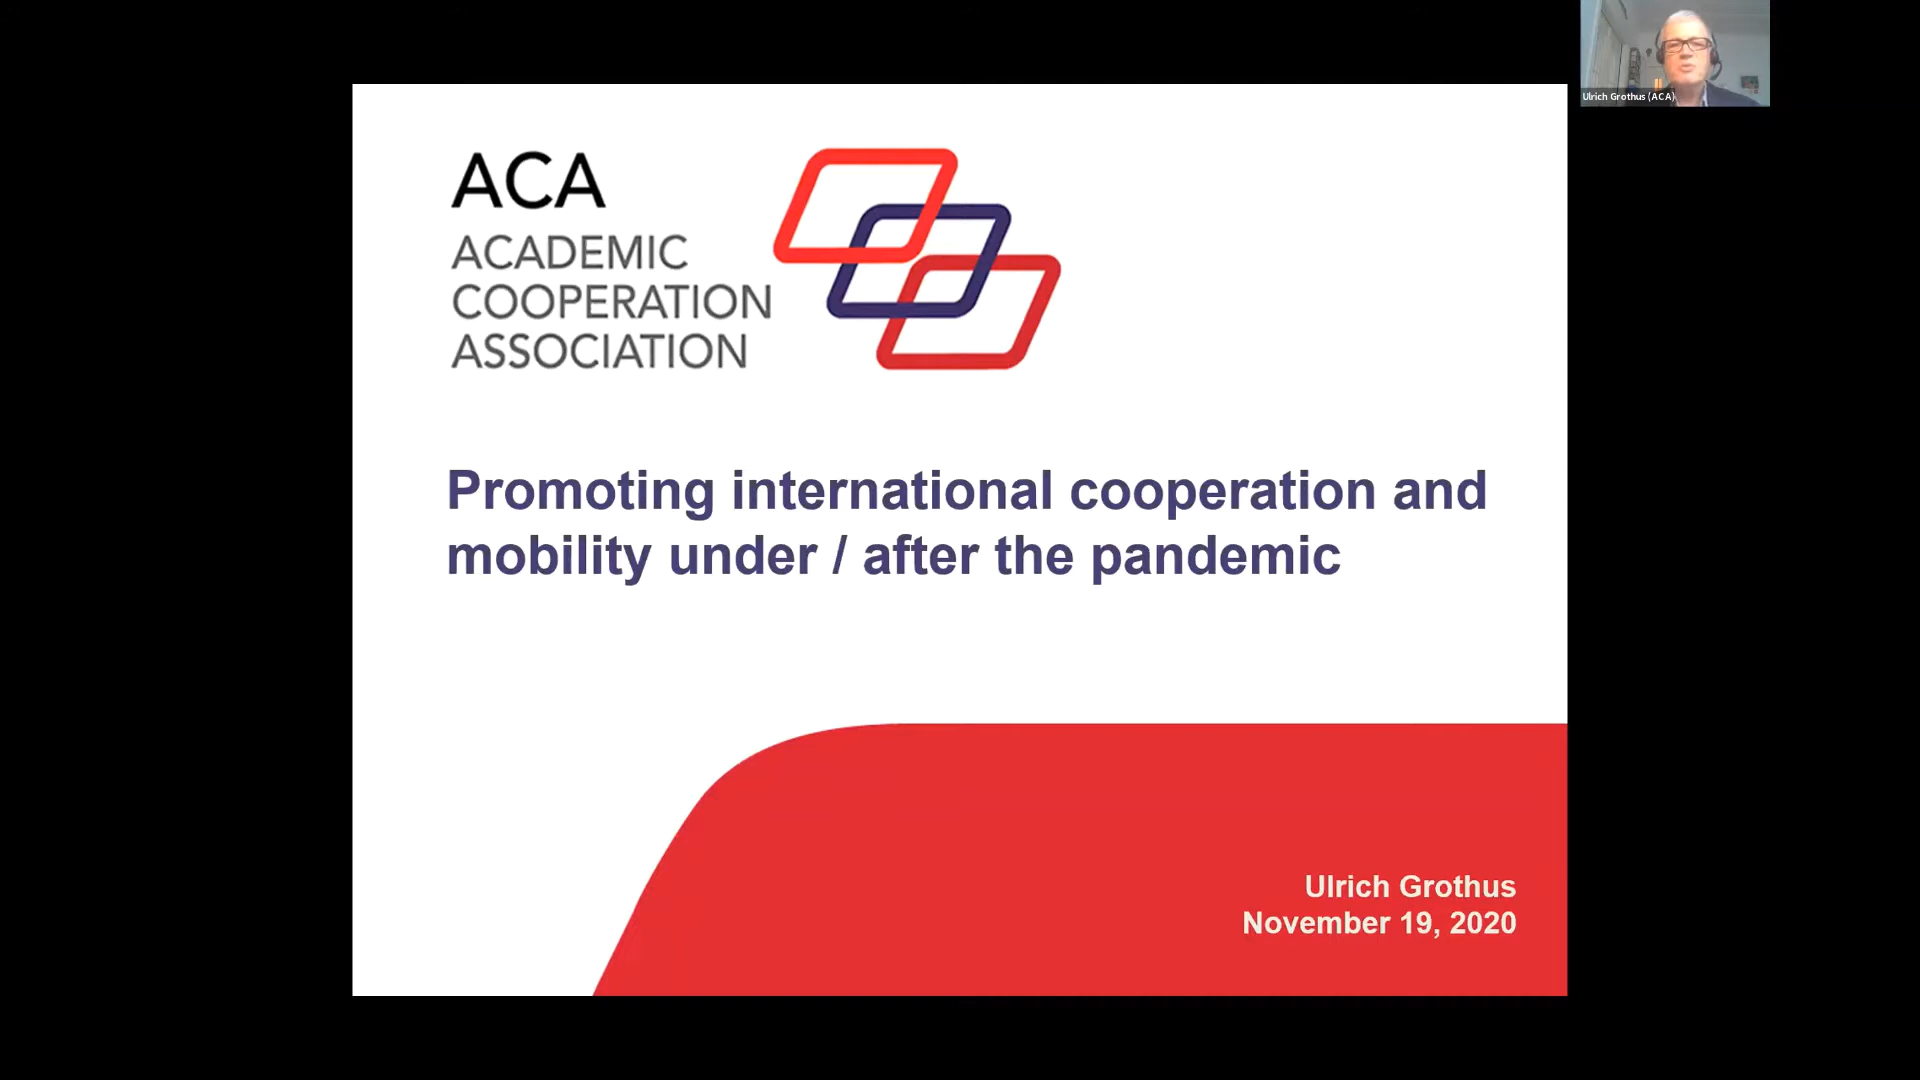 Ulrich Grothus (ACA)
ACA
ACADEMIC
COOPERATION
ASSOCIATION
Promoting international cooperation and
mobility under / after the pandemic
Ulrich Grothus
November 19, 2020